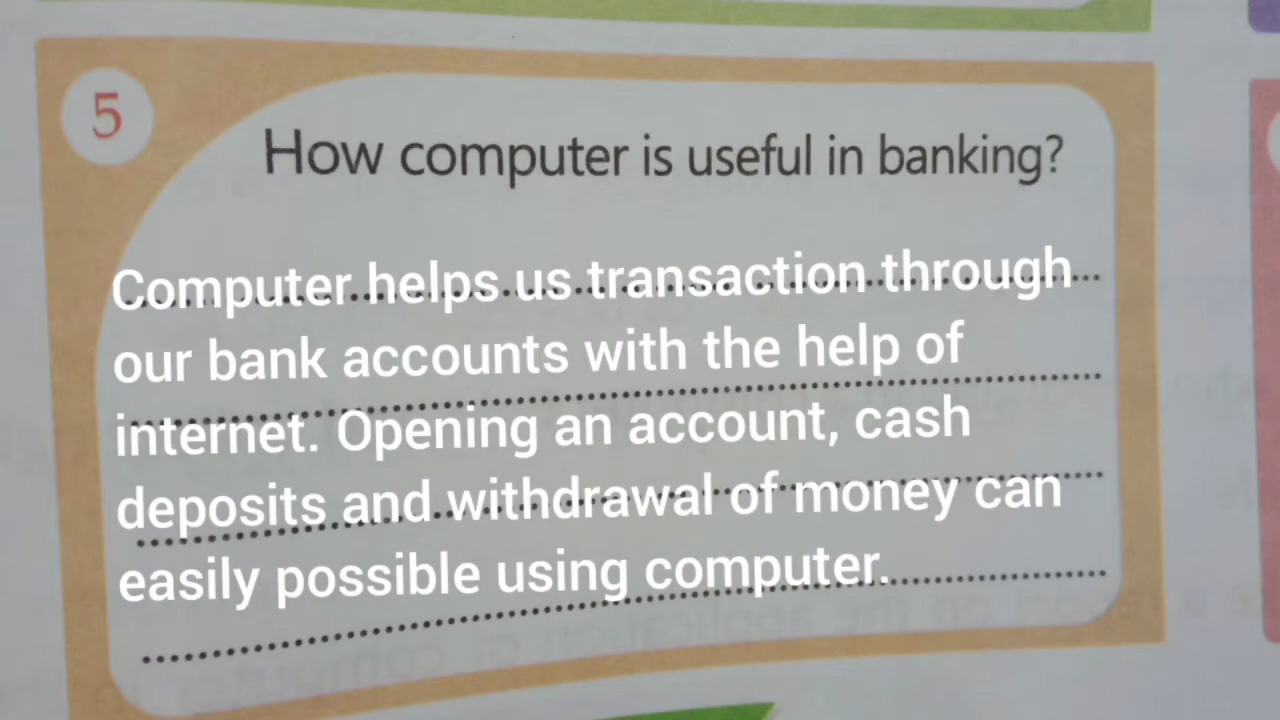 5
How computer is useful in banking?
Computer helps us transaction through
our bank accounts with the help of
internet. Opening an account, cash
deposits and withdrawal of money can
easily possible using computer.